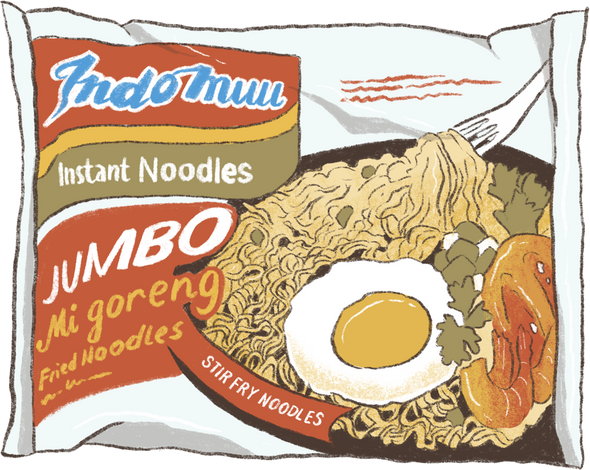 Indomuu
Instant Noodles
JUMBO
Mi goreng
Fried Noodles
STIR FRY NOODLES